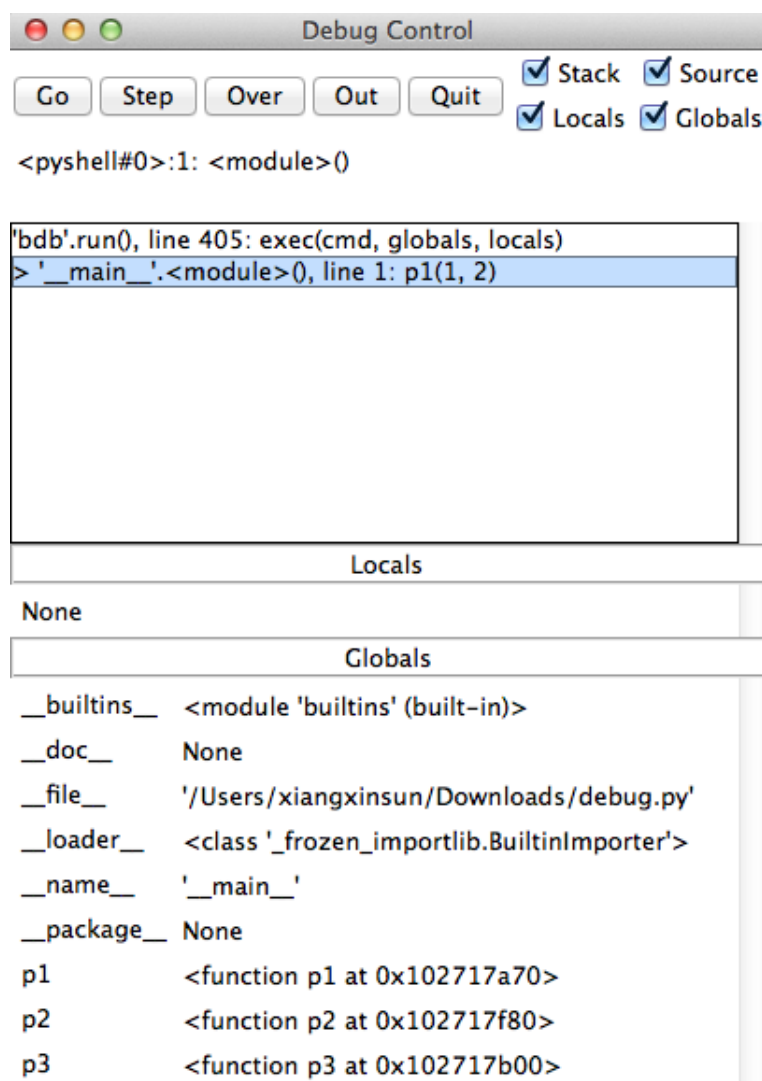 Debug Control
Go Step Over Out Quit Stack Source
Locals Globals
<pyshell#0>:1: <module>()
'bdb'.run(), line 405: exec(cmd, globals, locals)
> '__main__'.<module>(), line 1: p1(1, 2)
Locals
None
Globals
__builtins__ <module 'builtins' (built-in)>
__doc__ None
__file__ '/Users/xiangxinsun/Downloads/debug.py'
__loader__ <class '_frozen_importlib.BuiltinImporter'>
__name__ '__main__'
__package__ None
p1 <function p1 at 0x102717a70>
p2 <function p2 at 0x102717f80>
p3 <function p3 at 0x102717b00>